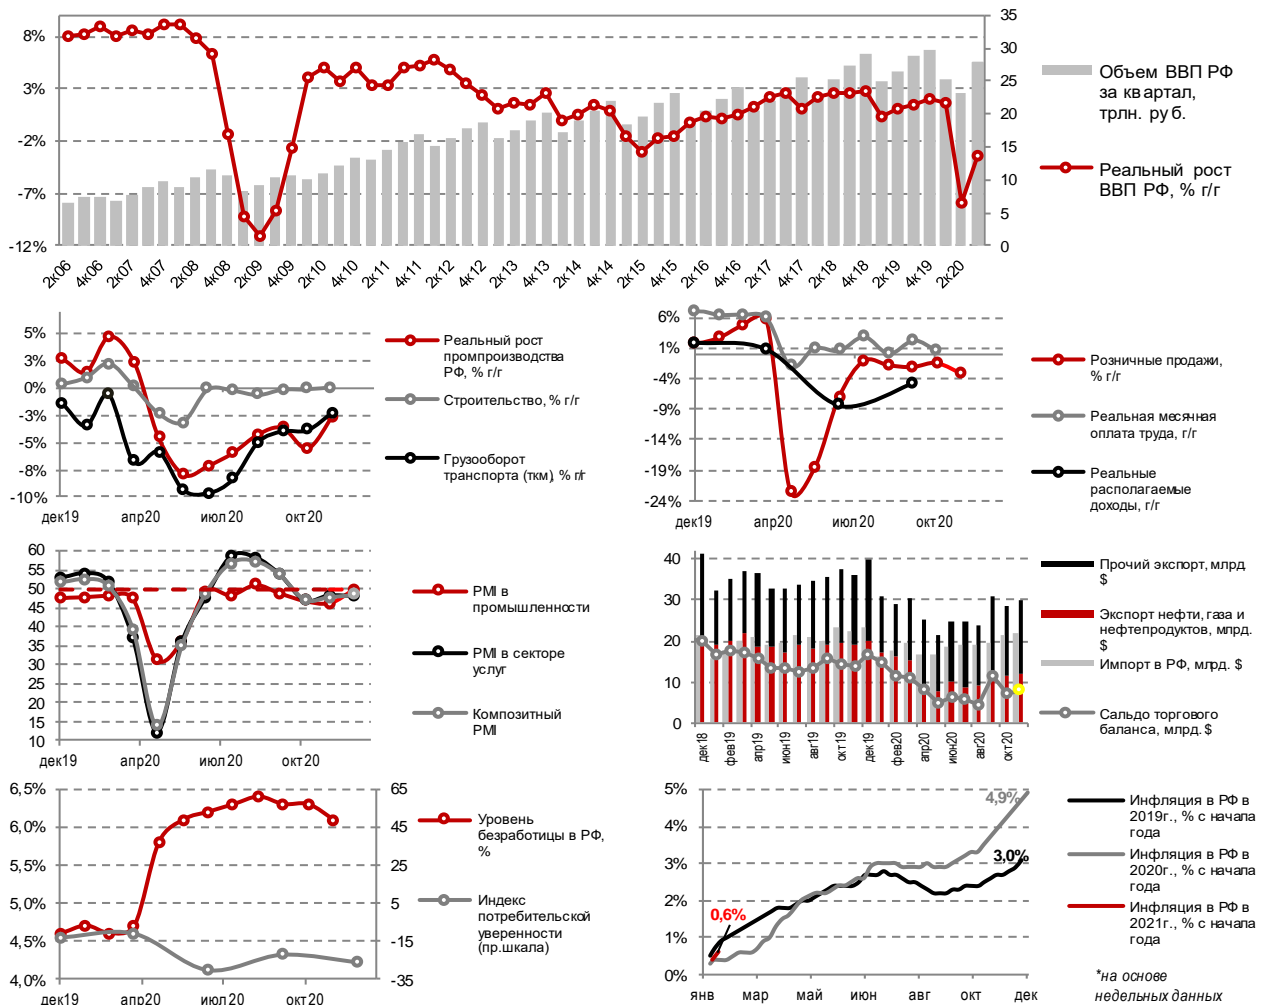 8%
3%
-2%
-7%
-12%
35
30
25
20
15
10
5
0
2к06
4к06
2к07
4к07
2к08
4к08
2к09
4к09
2к10
4к10
2к11
4к11
2к12
4к12
2к13
4к13
2к14
4к14
2к15
4к15
2к16
4к16
2к17
4к17
2к18
4к18
2к19
4к19
2к20
Объем ВВП РФ
за квартал,
трлн. руб.
Реальный рост
ВВП РФ, % г/г
5%
3%
0%
-3%
-5%
-8%
-10%
дек19
апр20
июл20
окт20
Реальный рост
промпроизводства
РФ, % г/г
Строительство, % г/г
Грузооборот
транспорта (ткм), % г/г
6%
1%
-4%
-9%
-14%
-19%
-24%
дек19
апр20
июл20
окт20
Розничные продажи,
% г/г
Реальная месячная
оплата труда, г/г
Реальные
располагаемые
доходы, г/г
60
55
50
45
40
35
30
25
20
15
10
дек19
апр20
июл20
окт20
PMI в
промышленности
PMI в секторе
услуг
Композитный
PMI
40
30
20
10
0
дек18
фев19
апр19
июн19
авг19
окт19
дек19
фев20
апр20
июн20
авг20
окт20
Прочий экспорт, млрд.
$
Экспорт нефти, газа и
нефтепродуктов, млрд.
$
Импорт в РФ, млрд. $
Сальдо торгового
баланса, млрд. $
6,5%
6,0%
5,5%
5,0%
4,5%
4,0%
65
45
25
5
-15
-35
дек19
апр20
июл20
окт20
Уровень
безработицы в РФ,
%
Индекс
потребительской
уверенности
(пр.шкала)
5%
4%
3%
2%
1%
0%
4,9%
3,0%
0,6%
янв
мар
май
июн
авг
окт
дек
Инфляция в РФ в
2019г., % с начала
года
Инфляция в РФ в
2020г., % с начала
года
Инфляция в РФ в
2021г., % с начала
года
*на основе
недельных данных